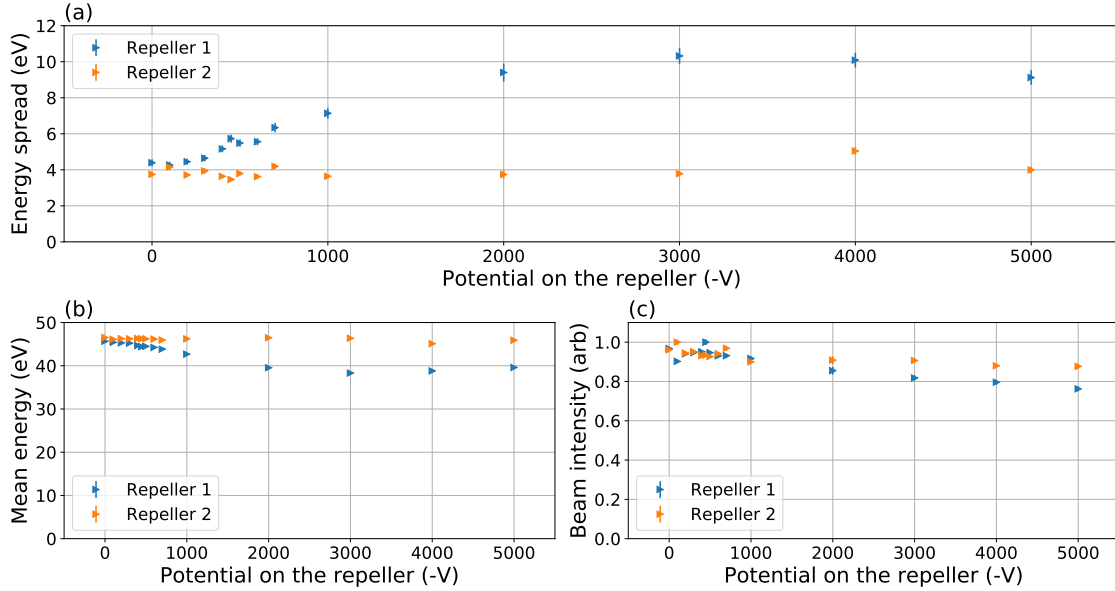 (a)
Energy spread (eV)
12
10
8
6
4
2
0
Repeller 1
Repeller 2
0 1000 2000 3000 4000 5000
Potential on the repeller (-V)
(b)
Mean energy (eV)
50
40
30
20
10
0
Repeller 1
Repeller 2
0 1000 2000 3000 4000 5000
Potential on the repeller (-V)
(c)
Beam intensity (arb)
1.0
0.8
0.6
0.4
0.2
0.0
Repeller 1
Repeller 2
0 1000 2000 3000 4000 5000
Potential on the repeller (-V)